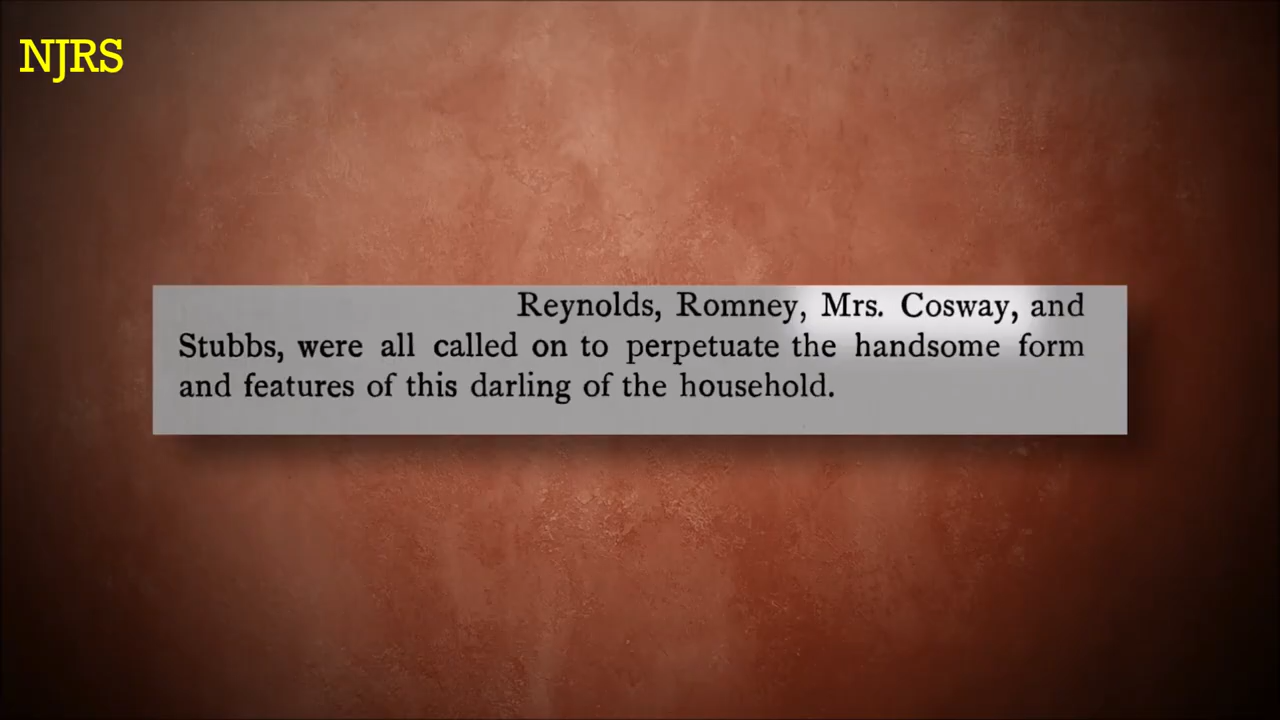 NJRS
Reynolds, Romney, Mrs. Cosway, and
Stubbs, were all called on to perpetuate the handsome form
and features of this darling of the household.